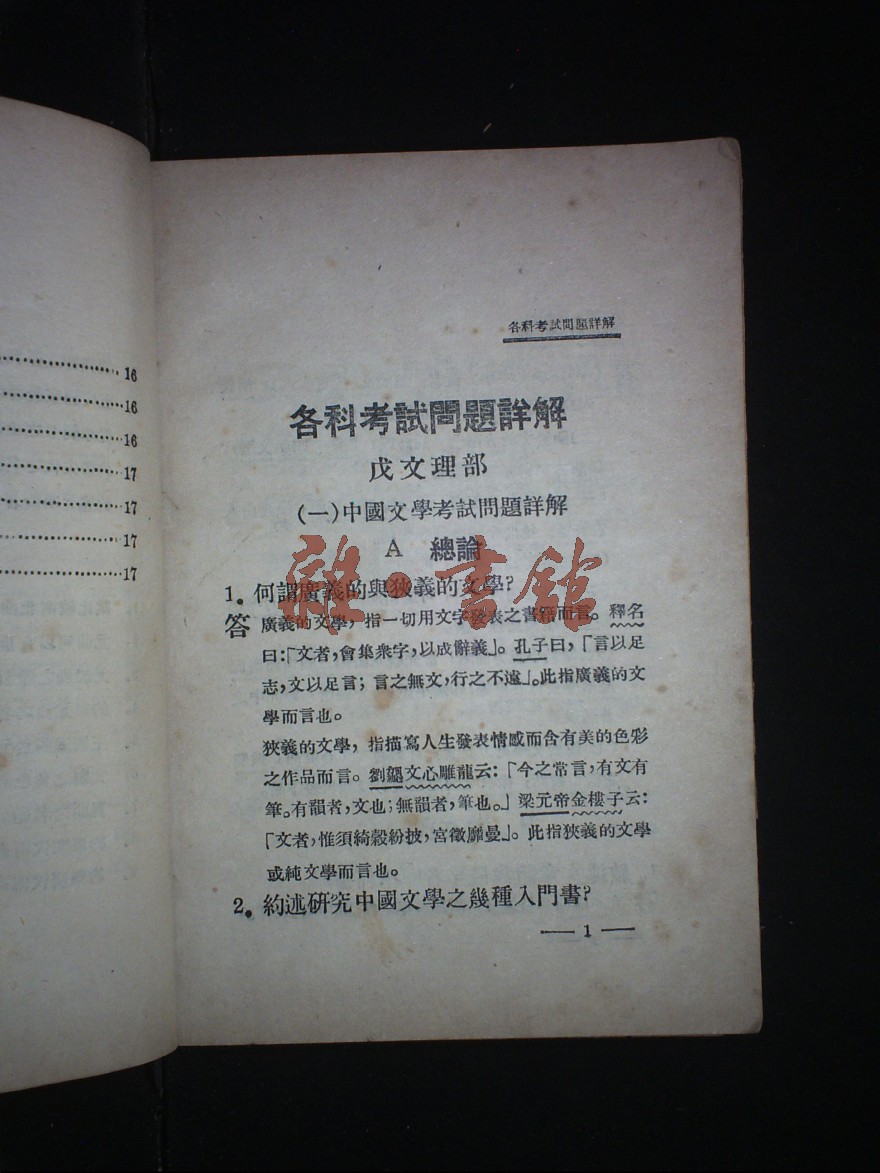 16
16
16
17
17
17
17
各科考試問題詳解
各科考試問題詳解
戊文理部
(一)中國文學考試問題詳解
A 總論
1. 何謂廣義的與狹義的文學?
答 廣義的文學,指一切用文字發表之書籍而言。釋名
曰:「文者,會集衆字,以成辭義」。孔子曰,「言以足
志,文以足言;言之無文,行之不遠」。此指廣義的文
學而言也。
狹義的文學,指描寫人生發表情感而含有美的色彩
之作品而言。劉勰文心雕龍云:「今之常言,有文有
筆。有韻者,文也;無韻者,筆也。」梁元帝金樓子云:
「文者,惟須綺縠紛披,宮徵靡曼」。此指狹義的文學
或純文學而言也。
2. 約述研究中國文學之幾種入門書?
— 1 —
雜·書館